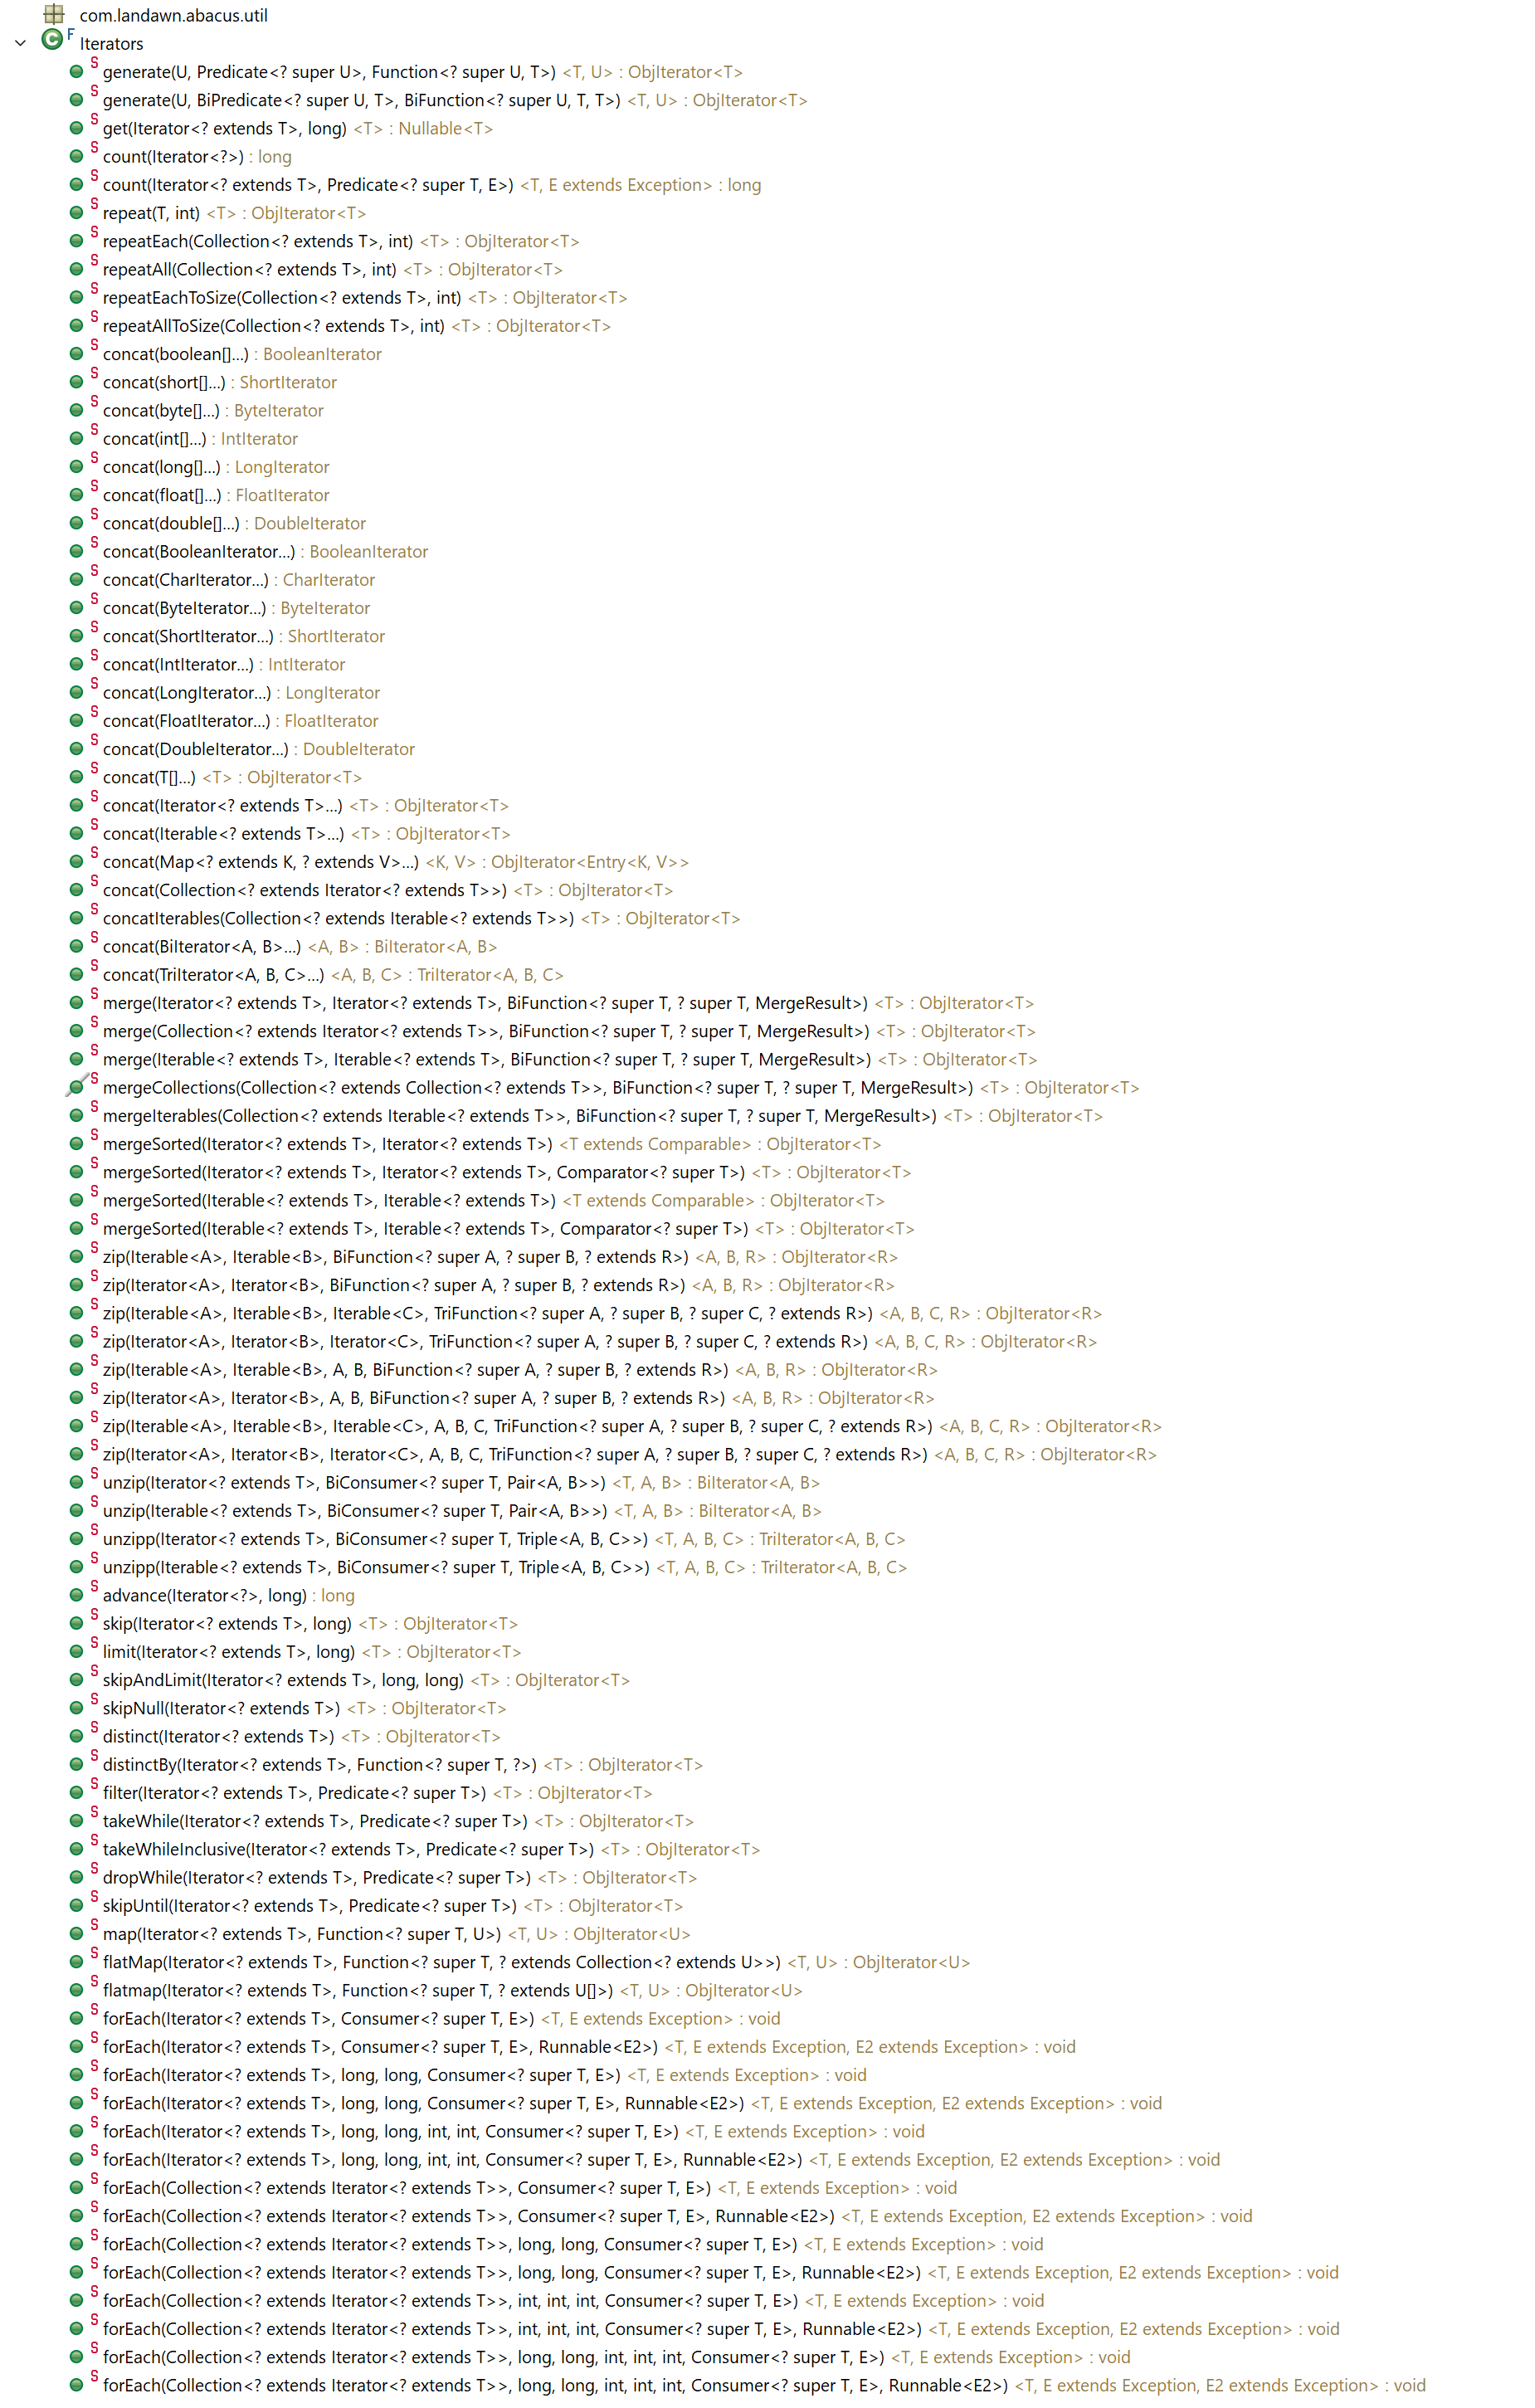 com.landawn.abacus.util
F Iterators
S generate(U, Predicate<? super U>, Function<? super U, T>) <T, U> : ObjIterator<T>
S generate(U, BiPredicate<? super U, T>, BiFunction<? super U, T, T>) <T, U> : ObjIterator<T>
S get(Iterator<? extends T>, long) <T> : Nullable<T>
S count(Iterator<?>) : long
S count(Iterator<? extends T>, Predicate<? super T, E>) <T, E extends Exception> : long
S repeat(T, int) <T> : ObjIterator<T>
S repeatEach(Collection<? extends T>, int) <T> : ObjIterator<T>
S repeatAll(Collection<? extends T>, int) <T> : ObjIterator<T>
S repeatEachToSize(Collection<? extends T>, int) <T> : ObjIterator<T>
S repeatAllToSize(Collection<? extends T>, int) <T> : ObjIterator<T>
S concat(boolean[]...) : BooleanIterator
S concat(short[]...) : ShortIterator
S concat(byte[]...) : ByteIterator
S concat(int[]...) : IntIterator
S concat(long[]...) : LongIterator
S concat(float[]...) : FloatIterator
S concat(double[]...) : DoubleIterator
S concat(BooleanIterator...) : BooleanIterator
S concat(CharIterator...) : CharIterator
S concat(ByteIterator...) : ByteIterator
S concat(ShortIterator...) : ShortIterator
S concat(IntIterator...) : IntIterator
S concat(LongIterator...) : LongIterator
S concat(FloatIterator...) : FloatIterator
S concat(DoubleIterator...) : DoubleIterator
S concat(T[]...) <T> : ObjIterator<T>
S concat(Iterator<? extends T>...) <T> : ObjIterator<T>
S concat(Iterable<? extends T>...) <T> : ObjIterator<T>
S concat(Map<? extends K, ? extends V>...) <K, V> : ObjIterator<Entry<K, V>>
S concat(Collection<? extends Iterator<? extends T>>) <T> : ObjIterator<T>
S concatIterables(Collection<? extends Iterable<? extends T>>) <T> : ObjIterator<T>
S concat(BiIterator<A, B>...) <A, B> : BiIterator<A, B>
S concat(TriIterator<A, B, C>...) <A, B, C> : TriIterator<A, B, C>
S merge(Iterator<? extends T>, Iterator<? extends T>, BiFunction<? super T, ? super T, MergeResult>) <T> : ObjIterator<T>
S merge(Collection<? extends Iterator<? extends T>>, BiFunction<? super T, ? super T, MergeResult>) <T> : ObjIterator<T>
S merge(Iterable<? extends T>, Iterable<? extends T>, BiFunction<? super T, ? super T, MergeResult>) <T> : ObjIterator<T>
S mergeCollections(Collection<? extends Collection<? extends T>>, BiFunction<? super T, ? super T, MergeResult>) <T> : ObjIterator<T>
S mergeIterables(Collection<? extends Iterable<? extends T>>, BiFunction<? super T, ? super T, MergeResult>) <T> : ObjIterator<T>
S mergeSorted(Iterator<? extends T>, Iterator<? extends T>) <T extends Comparable> : ObjIterator<T>
S mergeSorted(Iterator<? extends T>, Iterator<? extends T>, Comparator<? super T>) <T> : ObjIterator<T>
S mergeSorted(Iterable<? extends T>, Iterable<? extends T>) <T extends Comparable> : ObjIterator<T>
S mergeSorted(Iterable<? extends T>, Iterable<? extends T>, Comparator<? super T>) <T> : ObjIterator<T>
S zip(Iterable<A>, Iterable<B>, BiFunction<? super A, ? super B, ? extends R>) <A, B, R> : ObjIterator<R>
S zip(Iterator<A>, Iterator<B>, BiFunction<? super A, ? super B, ? extends R>) <A, B, R> : ObjIterator<R>
S zip(Iterable<A>, Iterable<B>, Iterable<C>, TriFunction<? super A, ? super B, ? super C, ? extends R>) <A, B, C, R> : ObjIterator<R>
S zip(Iterator<A>, Iterator<B>, Iterator<C>, TriFunction<? super A, ? super B, ? super C, ? extends R>) <A, B, C, R> : ObjIterator<R>
S zip(Iterable<A>, Iterable<B>, A, B, BiFunction<? super A, ? super B, ? extends R>) <A, B, R> : ObjIterator<R>
S zip(Iterator<A>, Iterator<B>, A, B, BiFunction<? super A, ? super B, ? extends R>) <A, B, R> : ObjIterator<R>
S zip(Iterable<A>, Iterable<B>, Iterable<C>, A, B, C, TriFunction<? super A, ? super B, ? super C, ? extends R>) <A, B, C, R> : ObjIterator<R>
S zip(Iterator<A>, Iterator<B>, Iterator<C>, A, B, C, TriFunction<? super A, ? super B, ? super C, ? extends R>) <A, B, C, R> : ObjIterator<R>
S unzip(Iterator<? extends T>, BiConsumer<? super T, Pair<A, B>>) <T, A, B> : BiIterator<A, B>
S unzip(Iterable<? extends T>, BiConsumer<? super T, Pair<A, B>>) <T, A, B> : BiIterator<A, B>
S unzipp(Iterator<? extends T>, BiConsumer<? super T, Triple<A, B, C>>) <T, A, B, C> : TriIterator<A, B, C>
S unzipp(Iterable<? extends T>, BiConsumer<? super T, Triple<A, B, C>>) <T, A, B, C> : TriIterator<A, B, C>
S advance(Iterator<?>, long) : long
S skip(Iterator<? extends T>, long) <T> : ObjIterator<T>
S limit(Iterator<? extends T>, long) <T> : ObjIterator<T>
S skipAndLimit(Iterator<? extends T>, long, long) <T> : ObjIterator<T>
S skipNull(Iterator<? extends T>) <T> : ObjIterator<T>
S distinct(Iterator<? extends T>) <T> : ObjIterator<T>
S distinctBy(Iterator<? extends T>, Function<? super T, ?>) <T> : ObjIterator<T>
S filter(Iterator<? extends T>, Predicate<? super T>) <T> : ObjIterator<T>
S takeWhile(Iterator<? extends T>, Predicate<? super T>) <T> : ObjIterator<T>
S takeWhileInclusive(Iterator<? extends T>, Predicate<? super T>) <T> : ObjIterator<T>
S dropWhile(Iterator<? extends T>, Predicate<? super T>) <T> : ObjIterator<T>
S skipUntil(Iterator<? extends T>, Predicate<? super T>) <T> : ObjIterator<T>
S map(Iterator<? extends T>, Function<? super T, U>) <T, U> : ObjIterator<U>
S flatMap(Iterator<? extends T>, Function<? super T, ? extends Collection<? extends U>>) <T, U> : ObjIterator<U>
S flatmap(Iterator<? extends T>, Function<? super T, ? extends U[]>) <T, U> : ObjIterator<U>
S forEach(Iterator<? extends T>, Consumer<? super T, E>) <T, E extends Exception> : void
S forEach(Iterator<? extends T>, Consumer<? super T, E>, Runnable<E2>) <T, E extends Exception, E2 extends Exception> : void
S forEach(Iterator<? extends T>, long, long, Consumer<? super T, E>) <T, E extends Exception> : void
S forEach(Iterator<? extends T>, long, long, Consumer<? super T, E>, Runnable<E2>) <T, E extends Exception, E2 extends Exception> : void
S forEach(Iterator<? extends T>, long, long, int, int, Consumer<? super T, E>) <T, E extends Exception> : void
S forEach(Iterator<? extends T>, long, long, int, int, Consumer<? super T, E>, Runnable<E2>) <T, E extends Exception, E2 extends Exception> : void
S forEach(Collection<? extends Iterator<? extends T>>, Consumer<? super T, E>) <T, E extends Exception> : void
S forEach(Collection<? extends Iterator<? extends T>>, Consumer<? super T, E>, Runnable<E2>) <T, E extends Exception, E2 extends Exception> : void
S forEach(Collection<? extends Iterator<? extends T>>, long, long, Consumer<? super T, E>) <T, E extends Exception> : void
S forEach(Collection<? extends Iterator<? extends T>>, long, long, Consumer<? super T, E>, Runnable<E2>) <T, E extends Exception, E2 extends Exception> : void
S forEach(Collection<? extends Iterator<? extends T>>, int, int, int, Consumer<? super T, E>) <T, E extends Exception> : void
S forEach(Collection<? extends Iterator<? extends T>>, int, int, int, Consumer<? super T, E>, Runnable<E2>) <T, E extends Exception, E2 extends Exception> : void
S forEach(Collection<? extends Iterator<? extends T>>, long, long, int, int, int, Consumer<? super T, E>) <T, E extends Exception> : void
S forEach(Collection<? extends Iterator<? extends T>>, long, long, int, int, int, Consumer<? super T, E>, Runnable<E2>) <T, E extends Exception, E2 extends Exception> : void